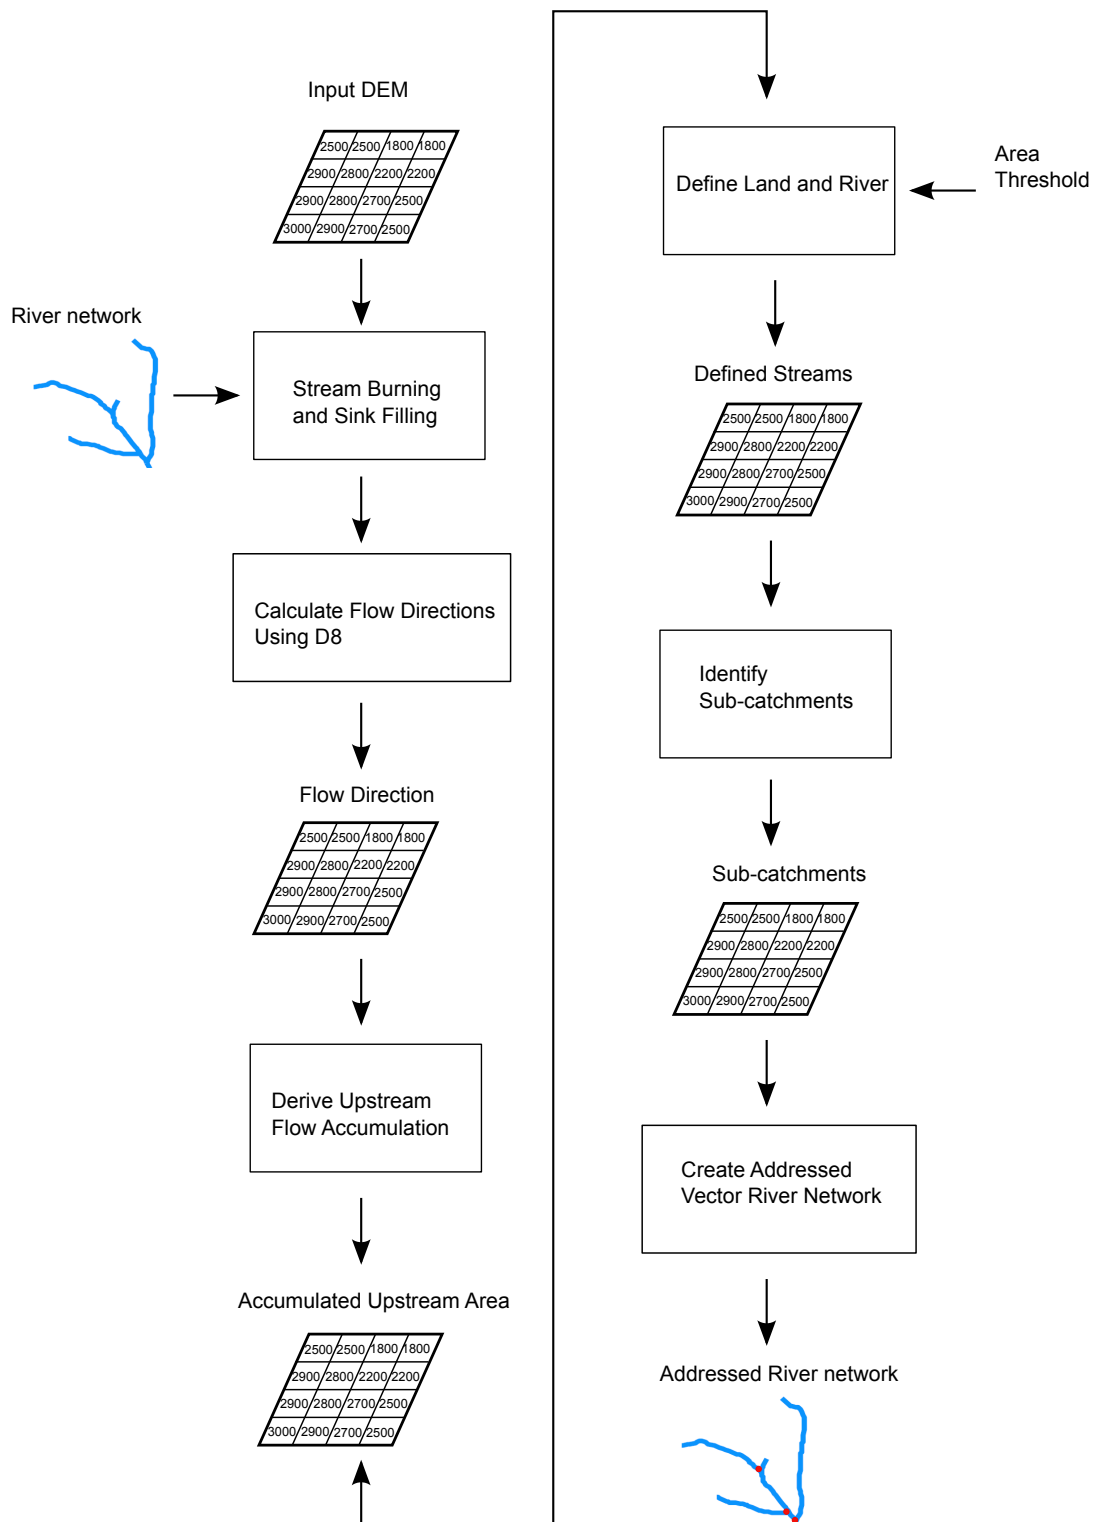 Input DEM
2500 2500 1800 1800
2900 2800 2200 2200
2900 2800 2700 2500
3000 2900 2700 2500
River network
Stream Burning
and Sink Filling
Calculate Flow Directions
Using D8
Flow Direction
2500 2500 1800 1800
2900 2800 2200 2200
2900 2800 2700 2500
3000 2900 2700 2500
Derive Upstream
Flow Accumulation
Accumulated Upstream Area
2500 2500 1800 1800
2900 2800 2200 2200
2900 2800 2700 2500
3000 2900 2700 2500
Define Land and River
Area
Threshold
Defined Streams
2500 2500 1800 1800
2900 2800 2200 2200
2900 2800 2700 2500
3000 2900 2700 2500
Identify
Sub-catchments
Sub-catchments
2500 2500 1800 1800
2900 2800 2200 2200
2900 2800 2700 2500
3000 2900 2700 2500
Create Addressed
Vector River Network
Addressed River network